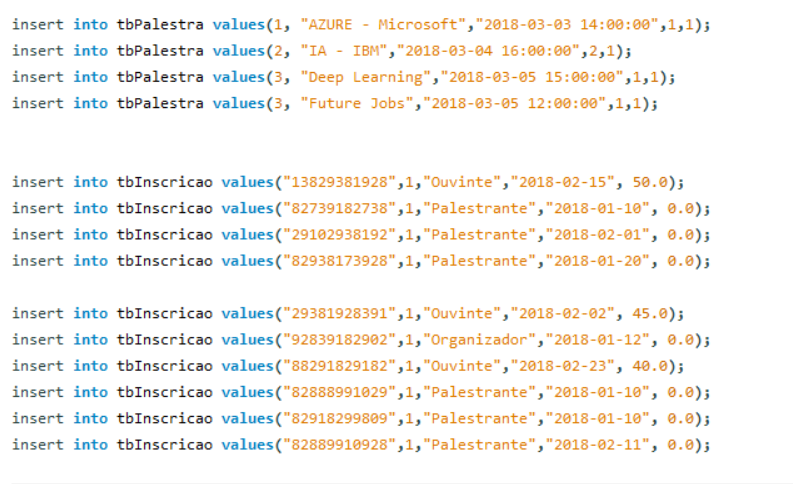 insert into tbPalestra values(1, "AZURE - Microsoft","2018-03-03 14:00:00",1,1);
insert into tbPalestra values(2, "IA - IBM","2018-03-04 16:00:00",2,1);
insert into tbPalestra values(3, "Deep Learning","2018-03-05 15:00:00",1,1);
insert into tbPalestra values(3, "Future Jobs","2018-03-05 12:00:00",1,1);
insert into tbInscricao values("13829381928",1,"Ouvinte","2018-02-15", 50.0);
insert into tbInscricao values("82739182738",1,"Palestrante","2018-01-10", 0.0);
insert into tbInscricao values("29102938192",1,"Palestrante","2018-02-01", 0.0);
insert into tbInscricao values("82938173928",1,"Palestrante","2018-01-20", 0.0);
insert into tbInscricao values("29381928391",1,"Ouvinte","2018-02-02", 45.0);
insert into tbInscricao values("92839182902",1,"Organizador","2018-01-12", 0.0);
insert into tbInscricao values("88291829182",1,"Ouvinte","2018-02-23", 40.0);
insert into tbInscricao values("82888991029",1,"Palestrante","2018-01-10", 0.0);
insert into tbInscricao values("82918299809",1,"Palestrante","2018-01-10", 0.0);
insert into tbInscricao values("82889910928",1,"Palestrante","2018-02-11", 0.0);